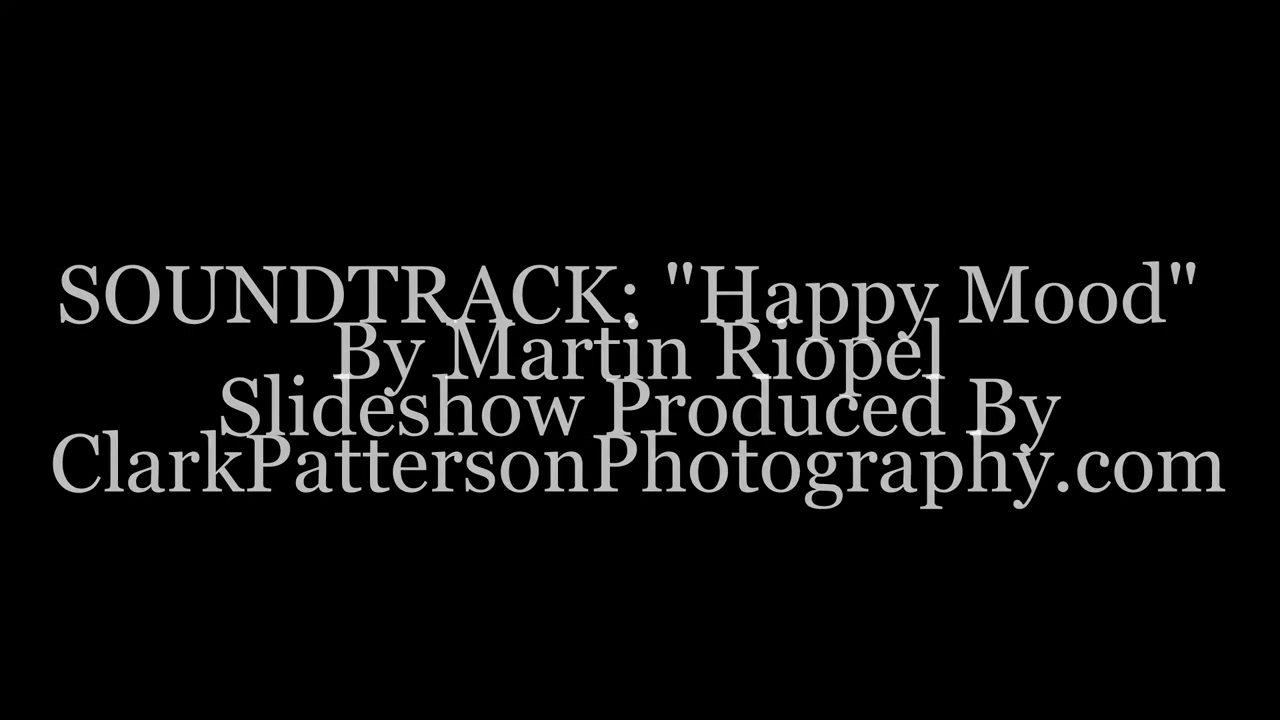 SOUNDTRACK: "Happy Mood"
By Martin Riopel
Slideshow Produced By
ClarkPattersonPhotography.com